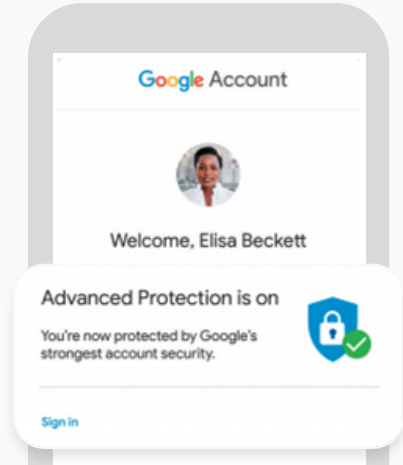 Google Account
Welcome, Elisa Beckett
Advanced Protection is on
You're now protected by Google's
strongest account security.
Sign in